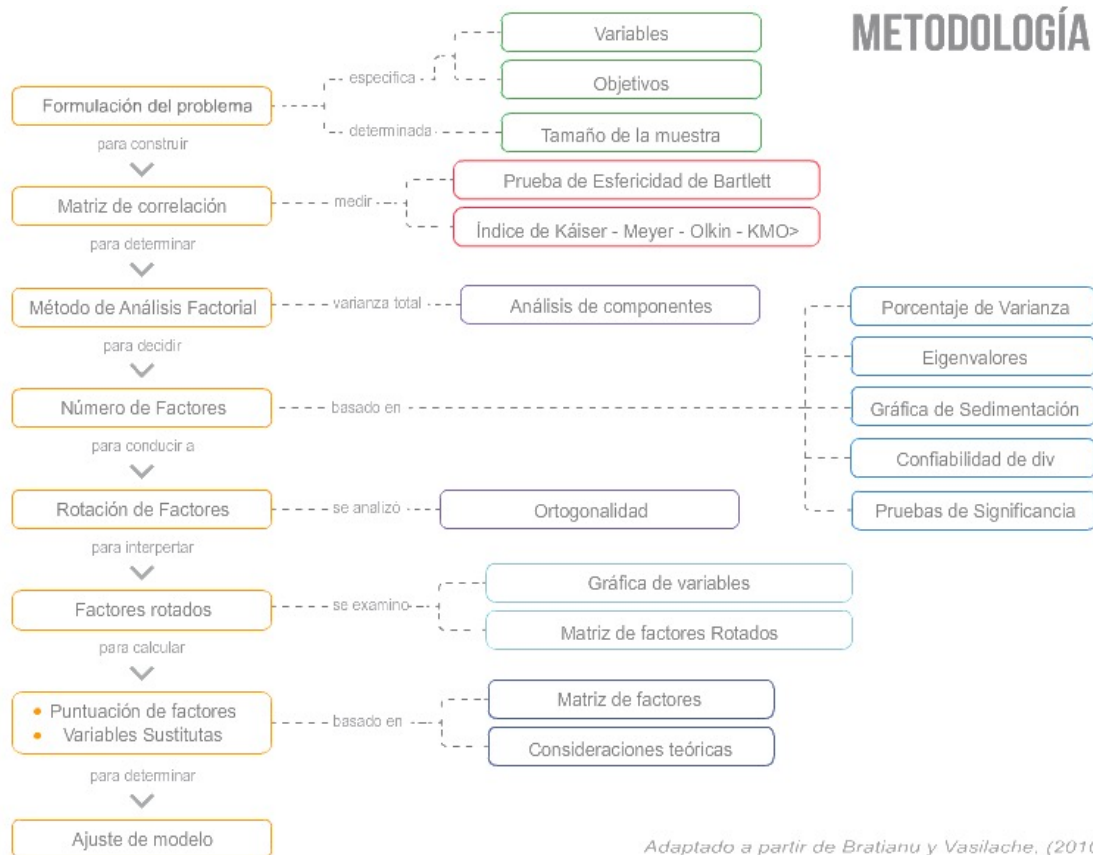 METODOLOGÍA
Variables
especifica
Objetivos
Formulación del problema
determinada
Tamaño de la muestra
para construir
Prueba de Esfericidad de Bartlett
Matriz de correlación
medir
Índice de Káiser - Meyer - Olkin - KMO>
para determinar
Método de Análisis Factorial
varianza total
Análisis de componentes
para decidir
Número de Factores
basado en
Porcentaje de Varianza
Eigenvalores
Gráfica de Sedimentación
Confiabilidad de div
Pruebas de Significancia
para conducir a
Rotación de Factores
se analizó
Ortogonalidad
para interpertar
Factores rotados
se examino
Gráfica de variables
Matriz de factores Rotados
para calcular
• Puntuación de factores
• Variables Sustitutas
basado en
Matriz de factores
Consideraciones teóricas
para determinar
Ajuste de modelo
Adaptado a partir de Bratianu y Vasilache, (2010